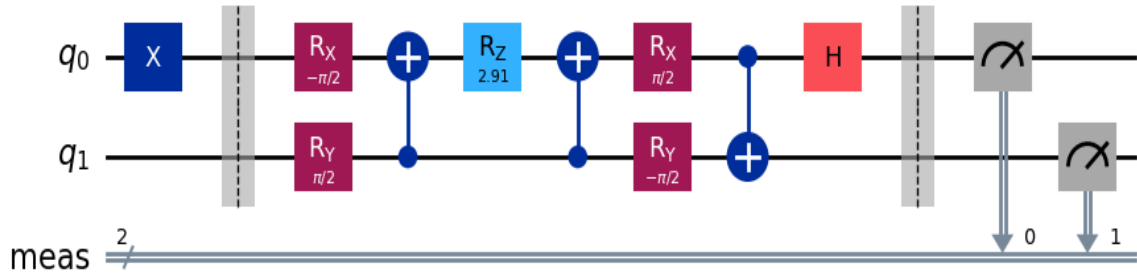 q0 X RX −π/2 RZ 2.91 RX π/2 H
q1 RY π/2 RY −π/2
meas 2 0 1